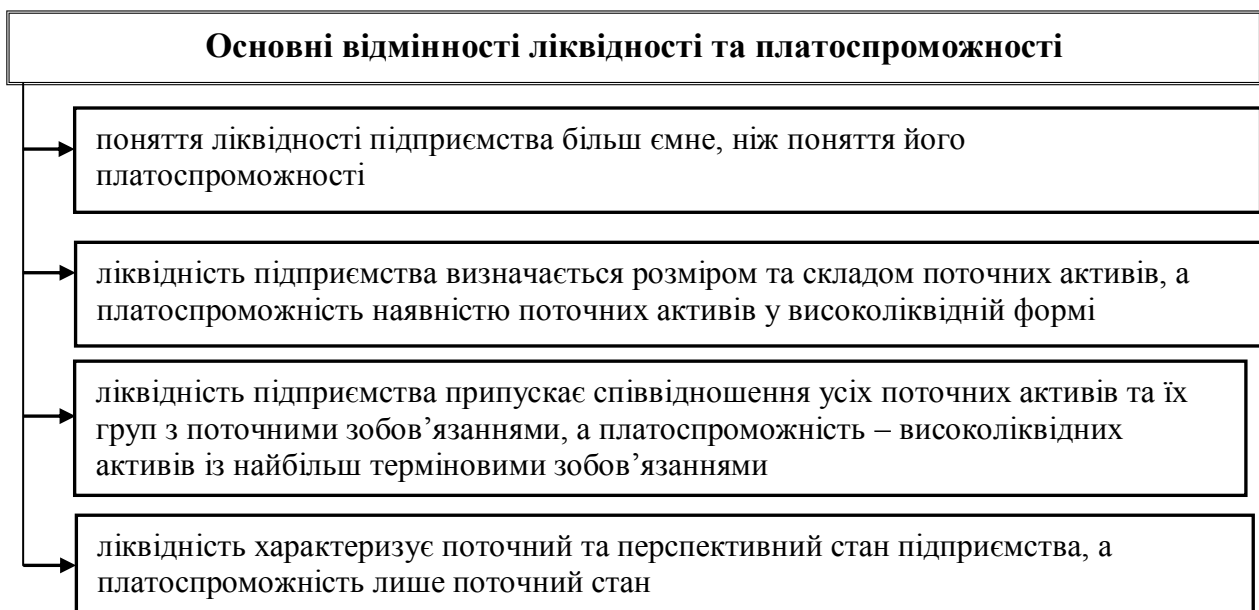 Основні відмінності ліквідності та платоспроможності
поняття ліквідності підприємства більш ємне, ніж поняття його
платоспроможності
ліквідність підприємства визначається розміром та складом поточних активів, а
платоспроможність наявністю поточних активів у високоліквідній формі
ліквідність підприємства припускає співвідношення усіх поточних активів та їх
груп з поточними зобов’язаннями, а платоспроможність – високоліквідних
активів із найбільш терміновими зобов’язаннями
ліквідність характеризує поточний та перспективний стан підприємства, а
платоспроможність лише поточний стан